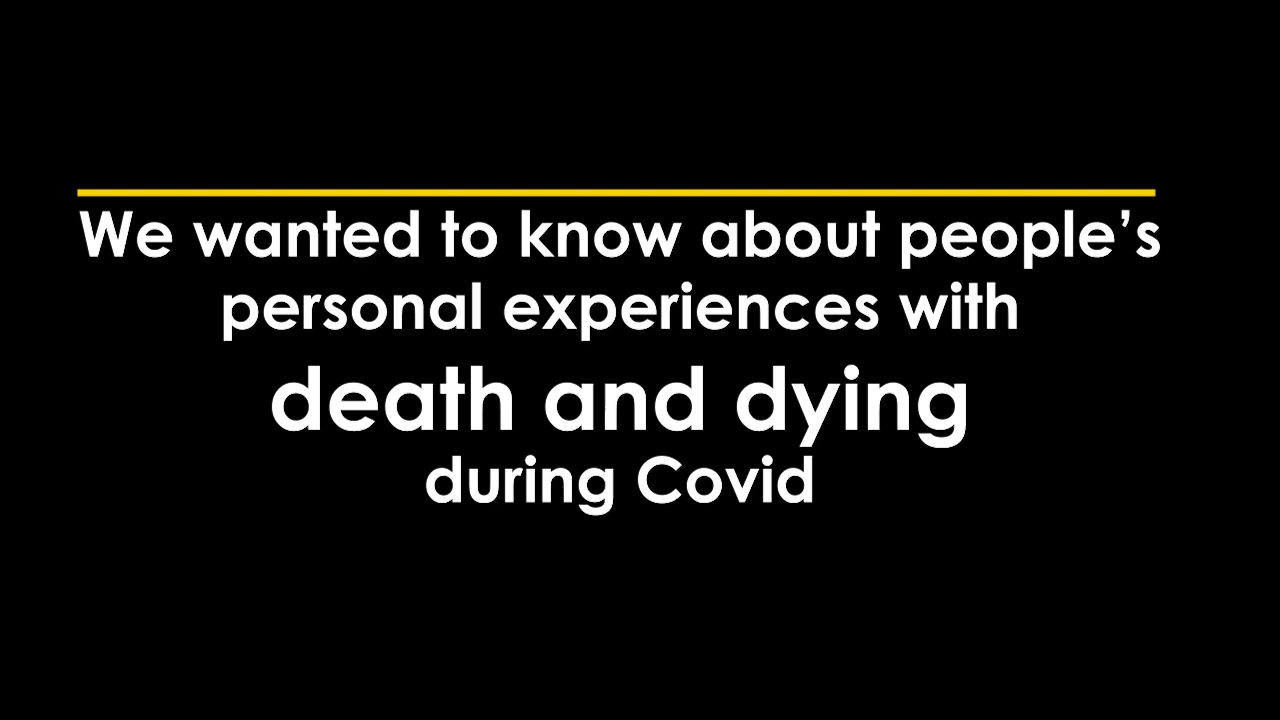 We wanted to know about people’s
personal experiences with
death and dying
during Covid